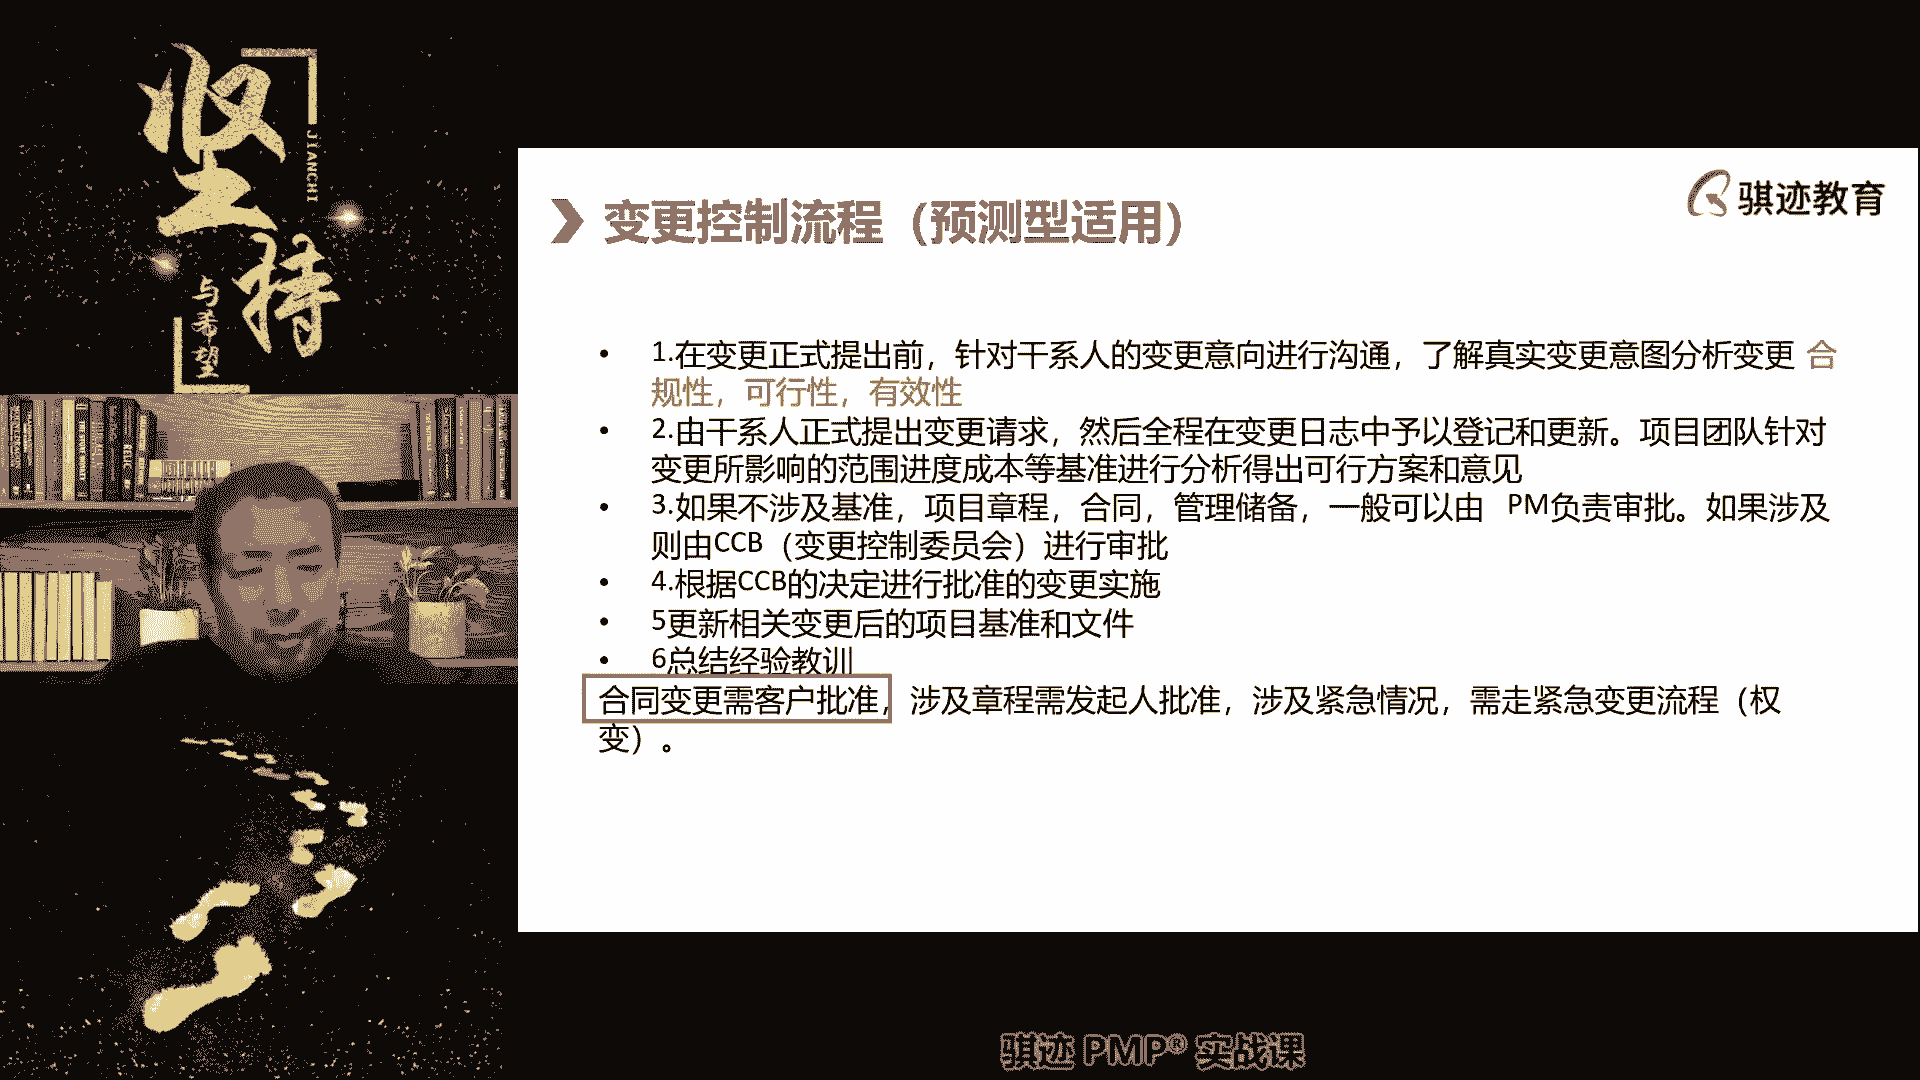 坚
持
JIANCHI
与
希
望
骐迹教育
变更控制流程（预测型适用）
• 1.在变更正式提出前，针对干系人的变更意向进行沟通，了解真实变更意图分析变更 合
规性，可行性，有效性
• 2.由干系人正式提出变更请求，然后全程在变更日志中予以登记和更新。项目团队针对
变更所影响的范围进度成本等基准进行分析得出可行方案和意见
• 3.如果不涉及基准，项目章程，合同，管理储备，一般可以由 PM负责审批。如果涉及
则由CCB（变更控制委员会）进行审批
• 4.根据CCB的决定进行批准的变更实施
• 5更新相关变更后的项目基准和文件
• 6总结经验教训
合同变更需客户批准，涉及章程需发起人批准，涉及紧急情况，需走紧急变更流程（权
变）。
骐迹 PMP® 实战课